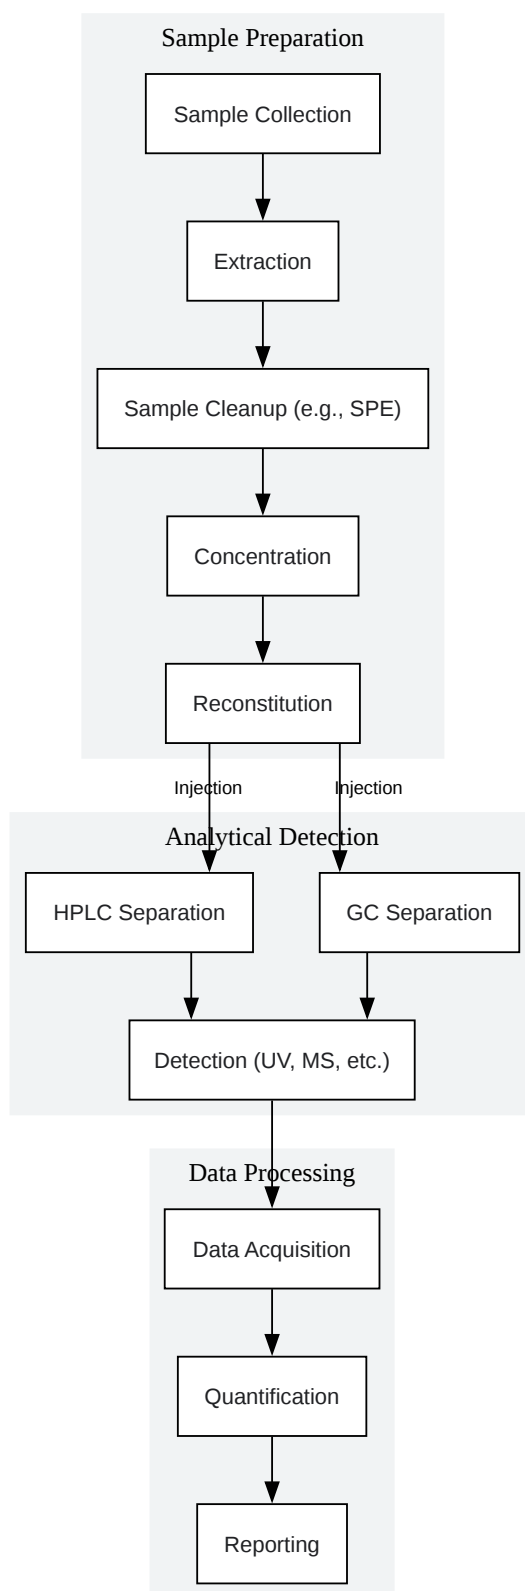 Sample Preparation
Sample Collection
Extraction
Sample Cleanup (e.g., SPE)
Concentration
Reconstitution
Injection
Injection
Analytical Detection
HPLC Separation
GC Separation
Detection (UV, MS, etc.)
Data Processing
Data Acquisition
Quantification
Reporting